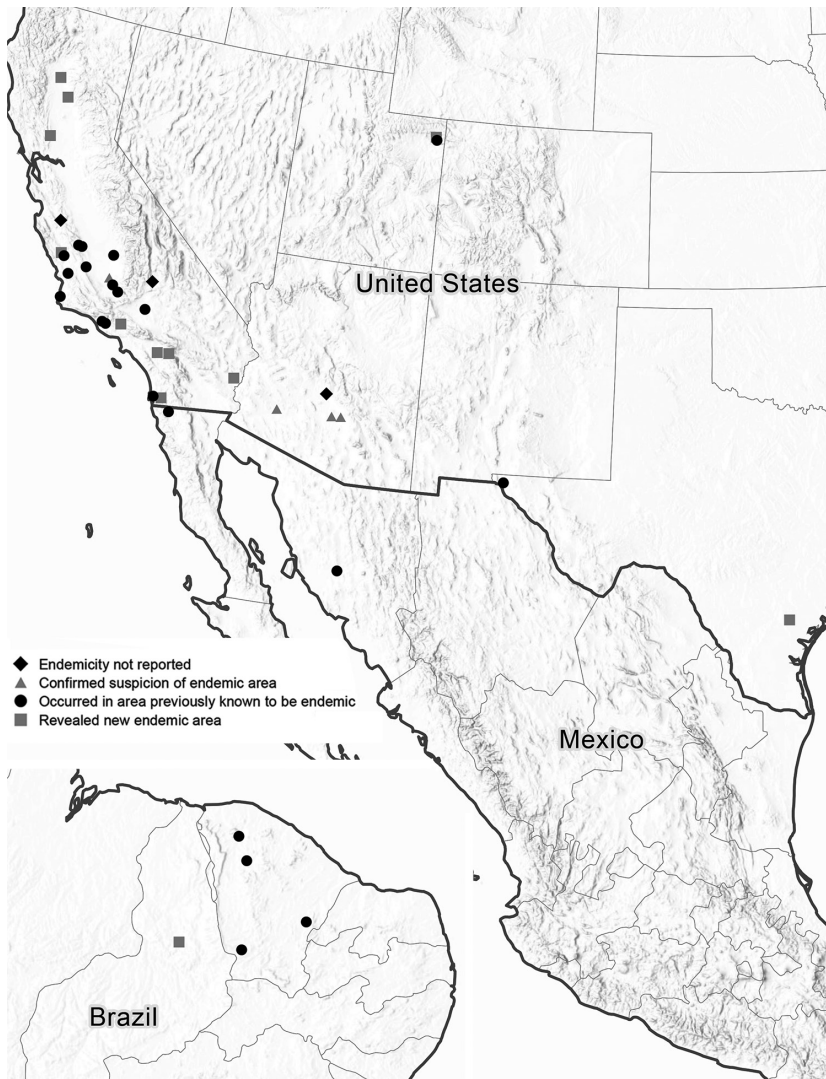 United States
Endemicity not reported
Confirmed suspicion of endemic area
Occurred in area previously known to be endemic
Revealed new endemic area
Mexico
Brazil